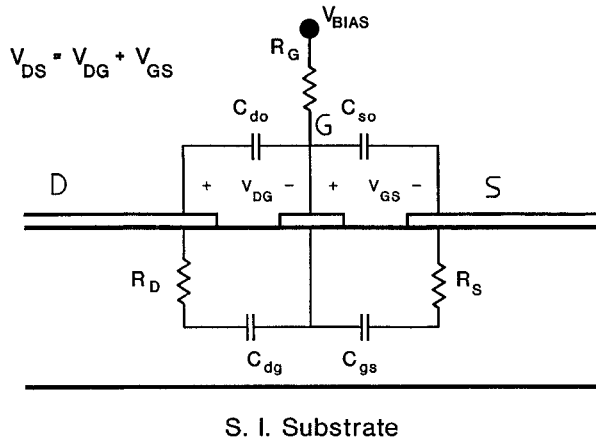 V_BIAS
R_G
V_DS = V_DG + V_GS
C_do
G
C_so
D
+ V_DG - + V_GS -
S
R_D
R_S
C_dg
C_gs
S. I. Substrate